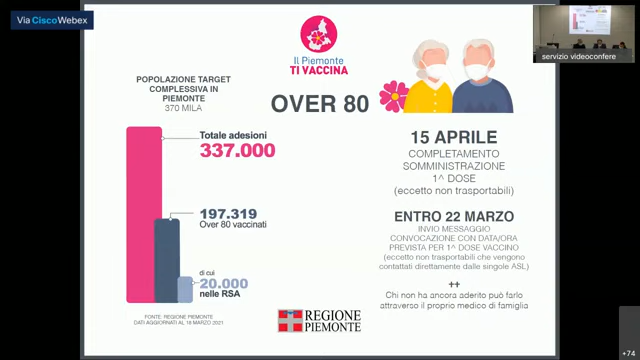 Via Cisco Webex
servizio videoconfere
Il Piemonte
TI VACCINA
POPOLAZIONE TARGET
COMPLESSIVA IN
PIEMONTE
370 MILA
OVER 80
Totale adesioni
337.000
197.319
Over 80 vaccinati
di cui
20.000
nelle RSA
15 APRILE
COMPLETAMENTO
SOMMINISTRAZIONE
1^ DOSE
(eccetto non trasportabili)
ENTRO 22 MARZO
INVIO MESSAGGIO
CONVOCAZIONE CON DATA/ORA
PREVISTA PER 1^ DOSE VACCINO
(eccetto non trasportabili che vengono
contattati direttamente dalle singole ASL)
Chi non ha ancora aderito può farlo
attraverso il proprio medico di famiglia
FONTE: REGIONE PIEMONTE
DATI AGGIORNATI AL 18 MARZO 2021
REGIONE
PIEMONTE
+74